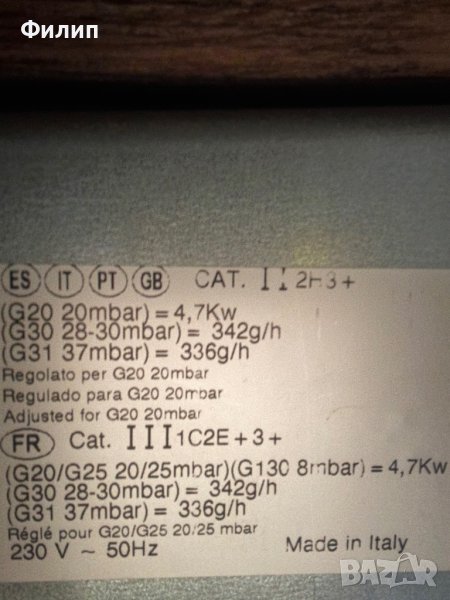 Филип
ES IT PT GB CAT. II 2H3+
(G20 20mbar) = 4,7Kw
(G30 28-30mbar) = 342g/h
(G31 37mbar) = 336g/h
Regolato per G20 20mbar
Regulado para G20 20mbar
Adjusted for G20 20mbar
FR Cat. III 1C2E+3+
(G20/G25 20/25mbar)(G130 8mbar) = 4,7Kw
(G30 28-30mbar) = 342g/h
(G31 37mbar) = 336g/h
Réglé pour G20/G25 20/25 mbar
230 V ~ 50Hz Made in Italy
BAZAR